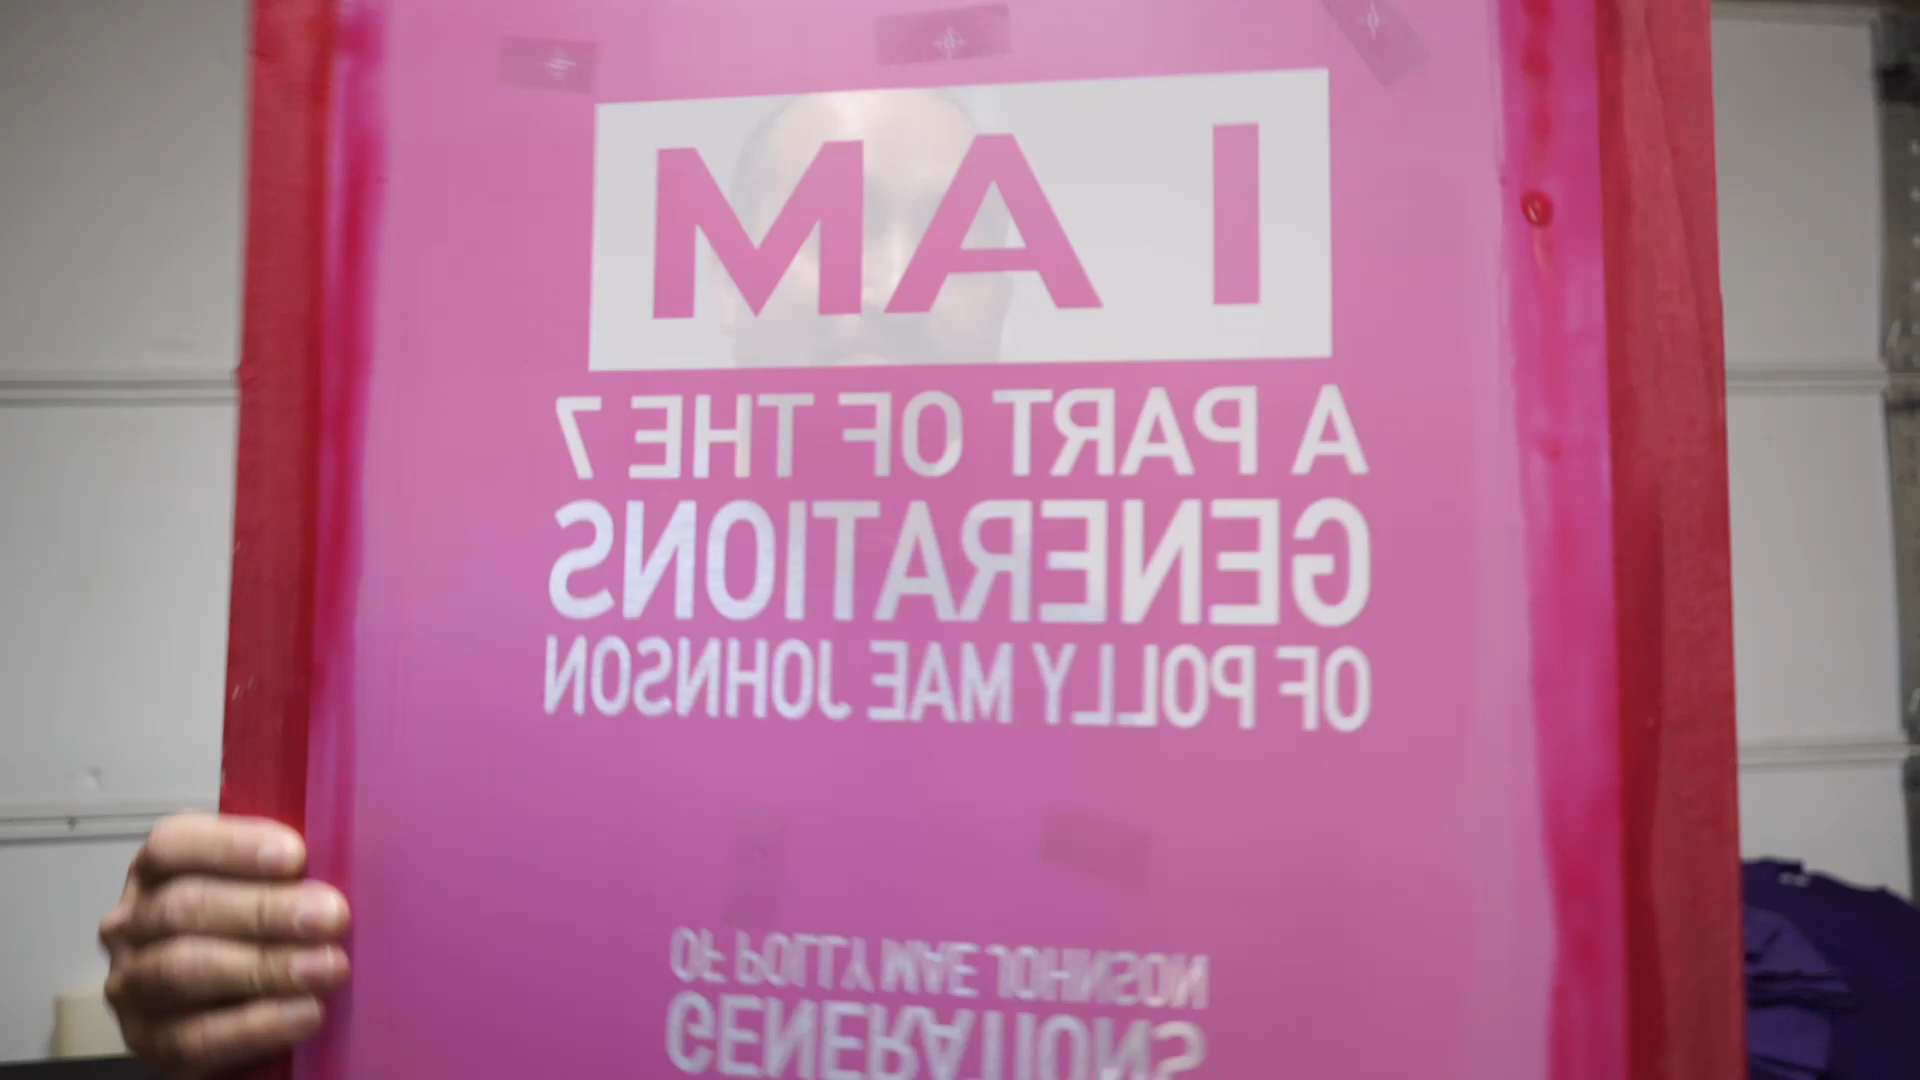 I AM
A PART OF THE 7
GENERATIONS
OF POLLY MAE JOHNSON
OF POLLY MAE JOHNSON
GENERATIONS